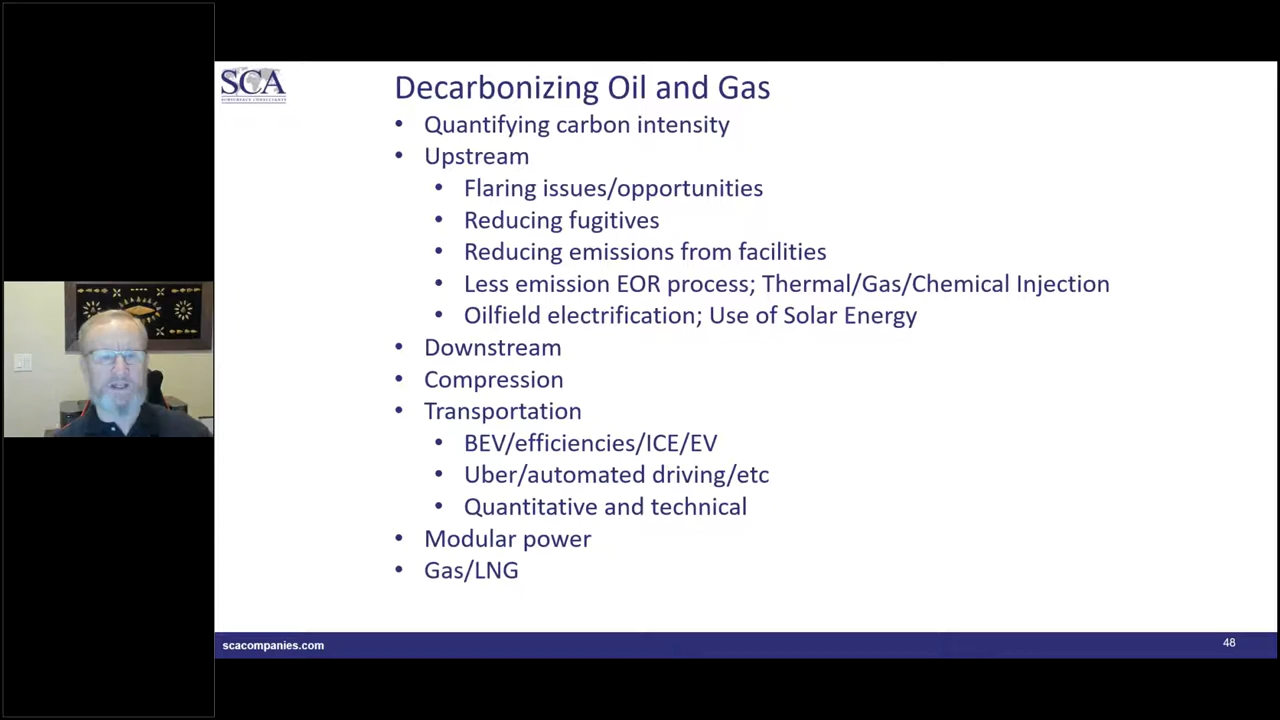 SCA
SUBSURFACE CONSULTANTS
Decarbonizing Oil and Gas
• Quantifying carbon intensity
• Upstream
• Flaring issues/opportunities
• Reducing fugitives
• Reducing emissions from facilities
• Less emission EOR process; Thermal/Gas/Chemical Injection
• Oilfield electrification; Use of Solar Energy
• Downstream
• Compression
• Transportation
• BEV/efficiencies/ICE/EV
• Uber/automated driving/etc
• Quantitative and technical
• Modular power
• Gas/LNG
scacompanies.com
48